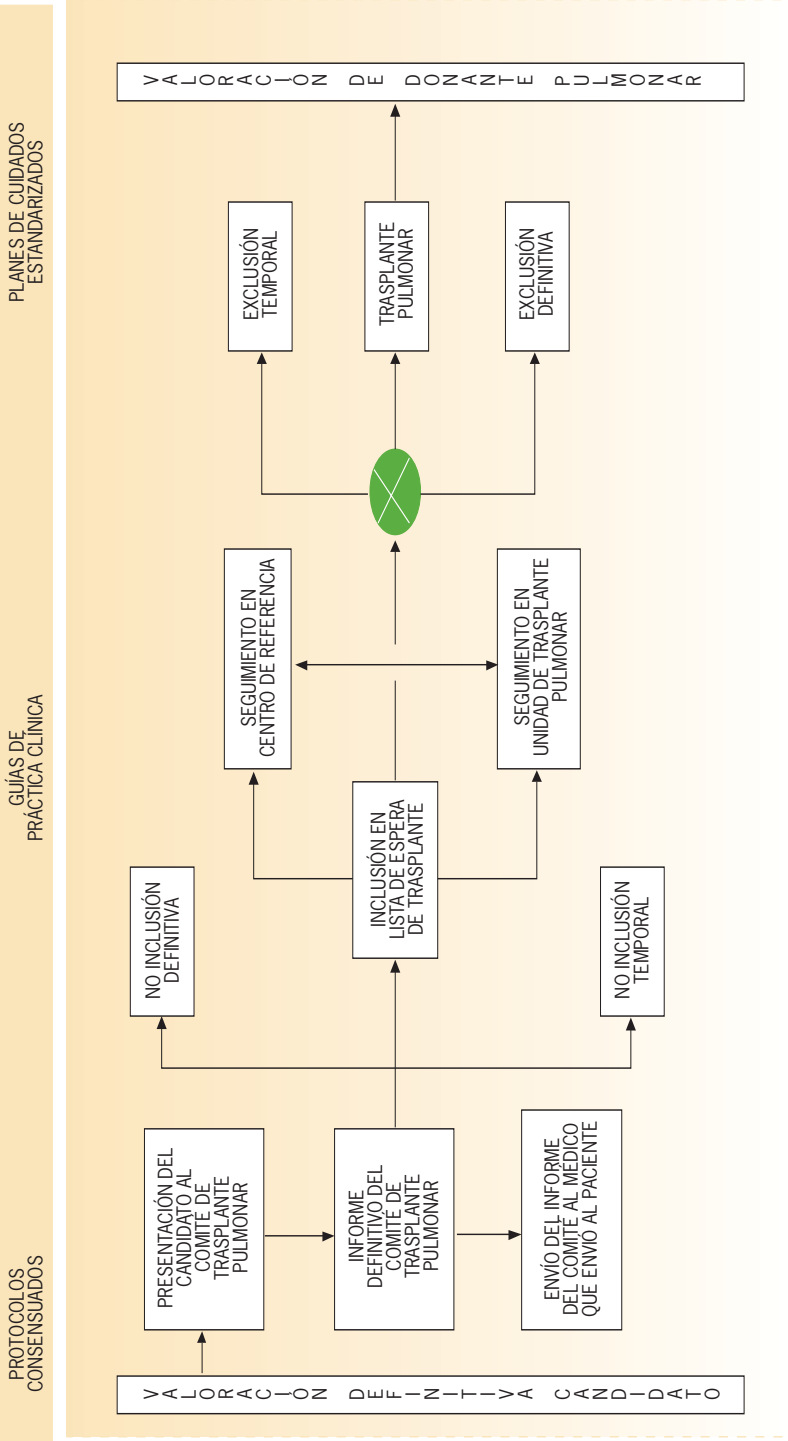 PROTOCOLOS
CONSENSUADOS
GUÍAS DE
PRÁCTICA CLÍNICA
PLANES DE CUIDADOS
ESTANDARIZADOS
VALORACIÓN DEFINITIVA CANDIDATO
PRESENTACIÓN DEL
CANDIDATO AL
COMITÉ DE
TRASPLANTE
PULMONAR
INFORME
DEFINITIVO DEL
COMITÉ DE
TRASPLANTE
PULMONAR
ENVÍO DEL INFORME
DEL COMITÉ AL MÉDICO
QUE ENVIÓ AL PACIENTE
NO INCLUSIÓN
DEFINITIVA
INCLUSIÓN EN
LISTA DE ESPERA
DE TRASPLANTE
NO INCLUSIÓN
TEMPORAL
SEGUIMIENTO EN
CENTRO DE REFERENCIA
SEGUIMIENTO EN
UNIDAD DE TRASPLANTE
PULMONAR
EXCLUSIÓN
TEMPORAL
TRASPLANTE
PULMONAR
EXCLUSIÓN
DEFINITIVA
VALORACIÓN DE DONANTE PULMONAR